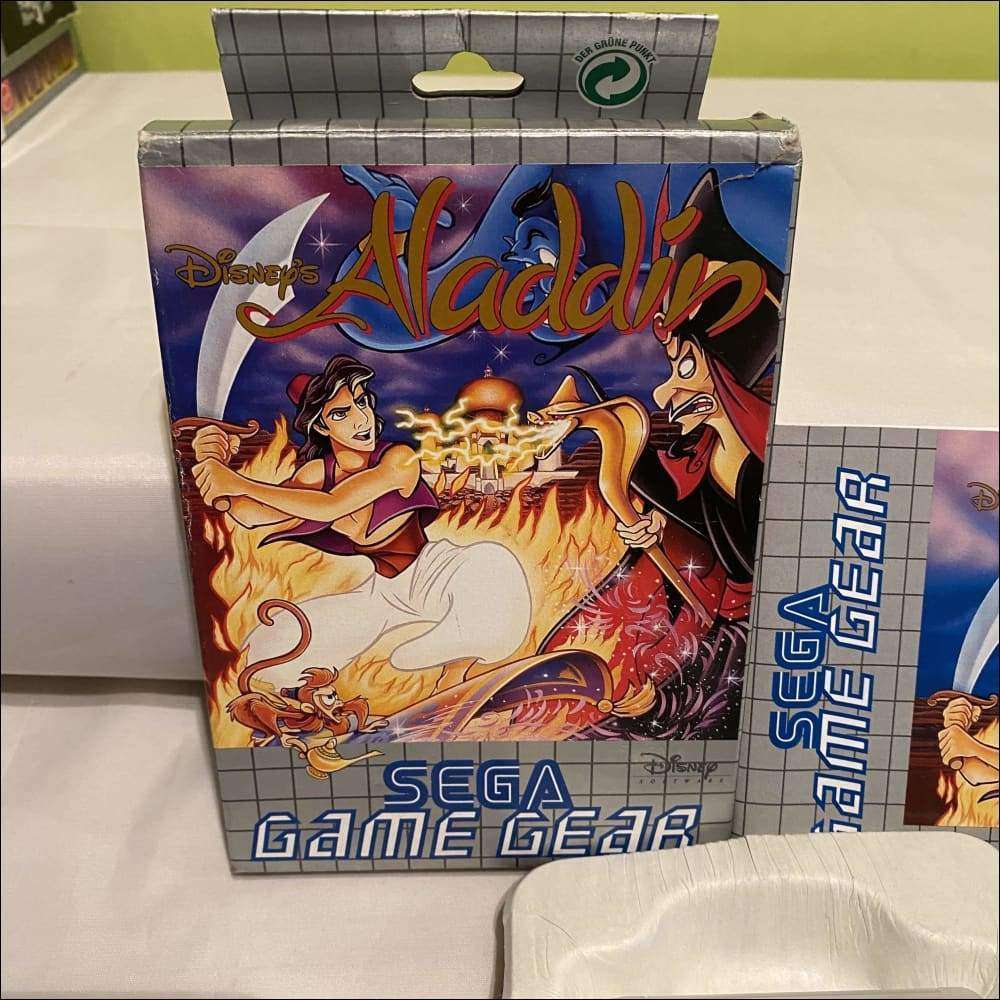 DER GRÜNE PUNKT
Disney's
Aladdin
SEGA
GAME GEAR
Disney
SOFTWARE
SEGA
GAME GEAR
D